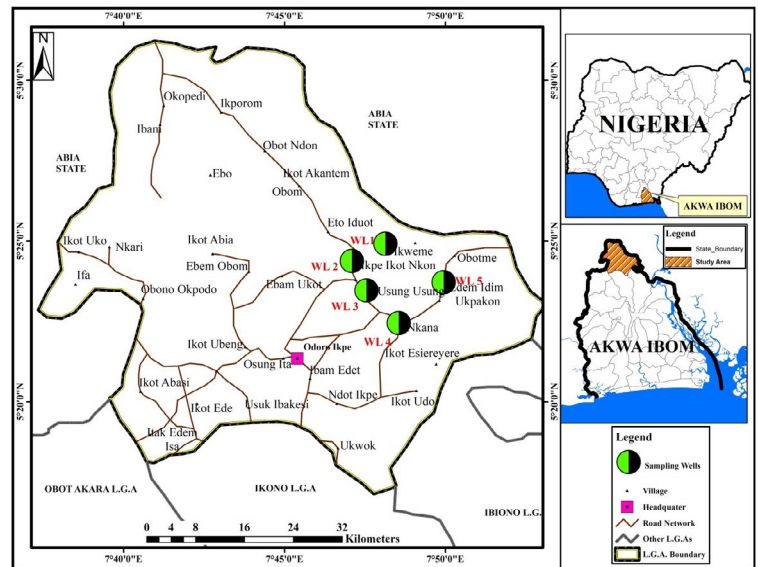 7°40'0"E
7°45'0"E
7°50'0"E
N
5°30'0"N
5°30'0"N
Okopedi
Ikporom
Ibani
ABIA
STATE
ABIA
STATE
Obot Ndon
Ebo
Ikot Akantem
Obom
Eto Iduot
5°25'0"N
5°25'0"N
Ikot Uko
Nkari
Ikot Abia
WL1
Ikweme
Obotme
Ifa
Ebem Obom
WL 2
Ikpe Ikot Nkon
Obono Okpodo
Ebam Ukot
Usung Usung
WL 5
Edem Idim
Ukpakon
WL 3
Nkana
WL 4
Ikot Ubeng
Odoro Ikpe
Ikot Esiereyere
Osung Ita
Ibam Edet
Ikot Abasi
Ndot Ikpe
Ikot Ede
Usuk Ibakesi
Ikot Udo
5°20'0"N
5°20'0"N
Itak Edem
Isa
Ukwok
OBOT AKARA L.G.A
IKONO L.G.A
IBIONO L.G.
0 4 8 16 24 32
Kilometers
7°40'0"E
7°45'0"E
7°50'0"E
NIGERIA
AKWA IBOM
Legend
State_Boundary
Study Area
AKWA IBOM
Legend
Sampling Wells
Village
Headquater
Road Network
Other L.G.As
L.G.A. Boundary